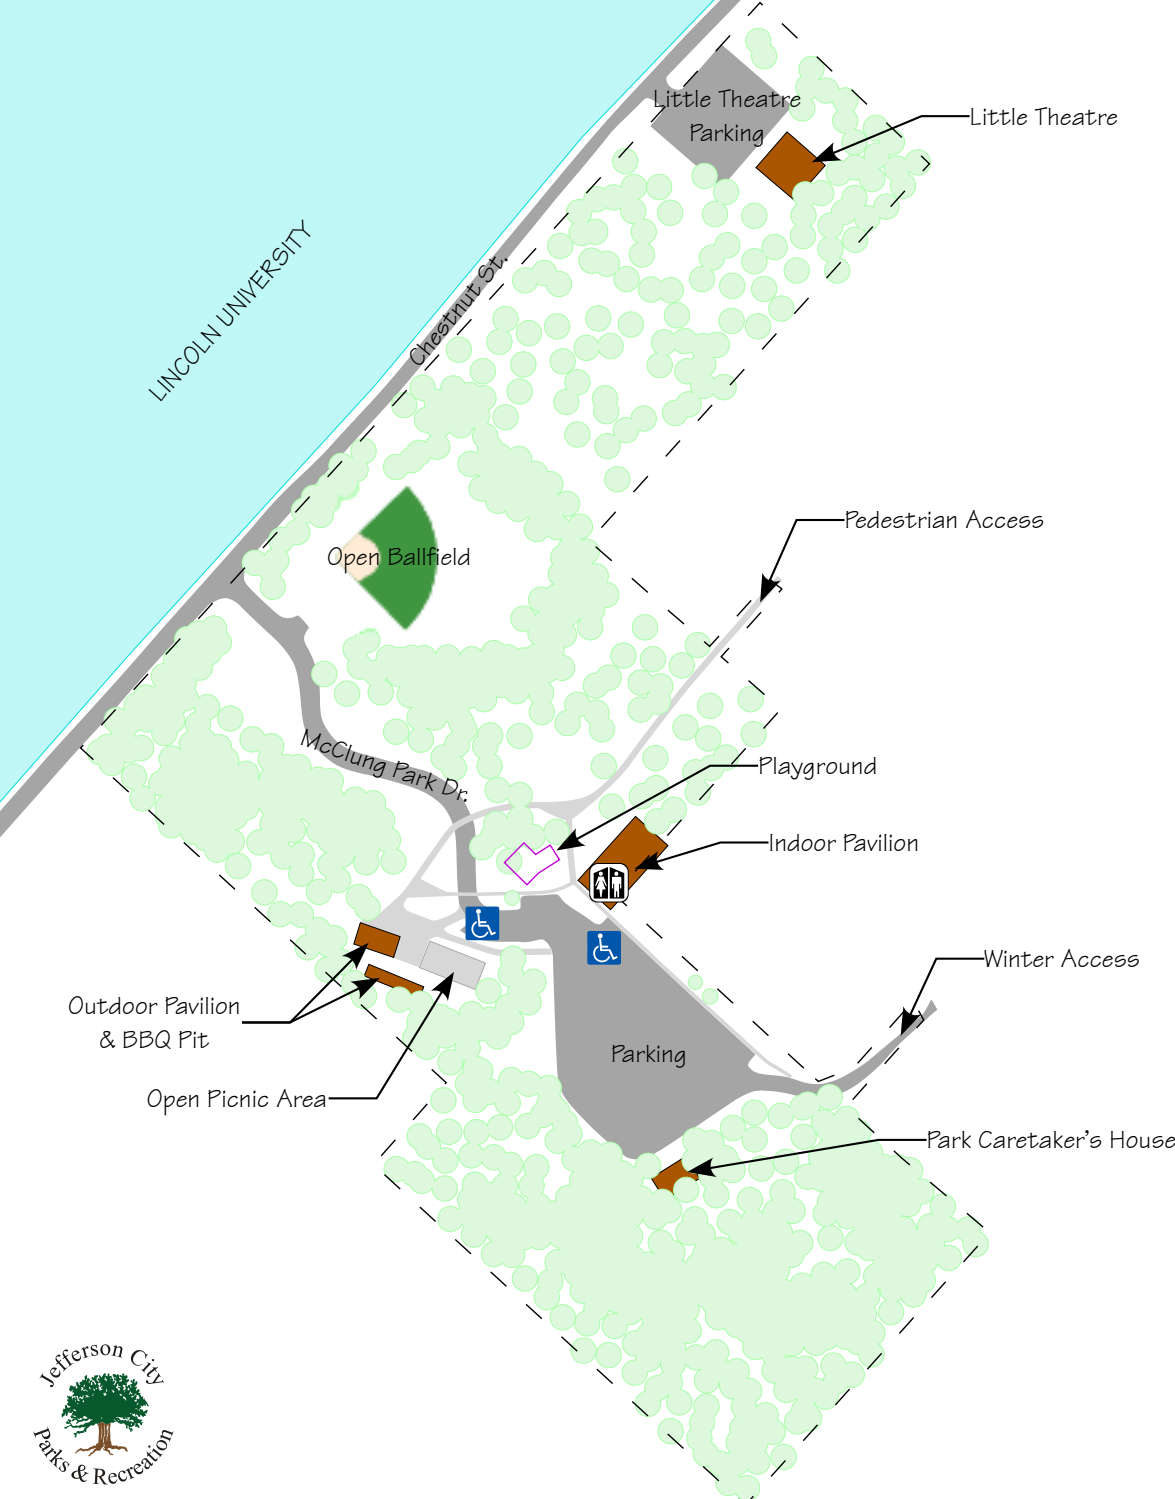 Little Theatre
Parking
Little Theatre
LINCOLN UNIVERSITY
Chestnut St.
Pedestrian Access
Open Ballfield
McClung Park Dr.
Playground
Indoor Pavilion
Winter Access
Outdoor Pavilion
& BBQ Pit
Parking
Open Picnic Area
Park Caretaker's House
Jefferson City
Parks & Recreation